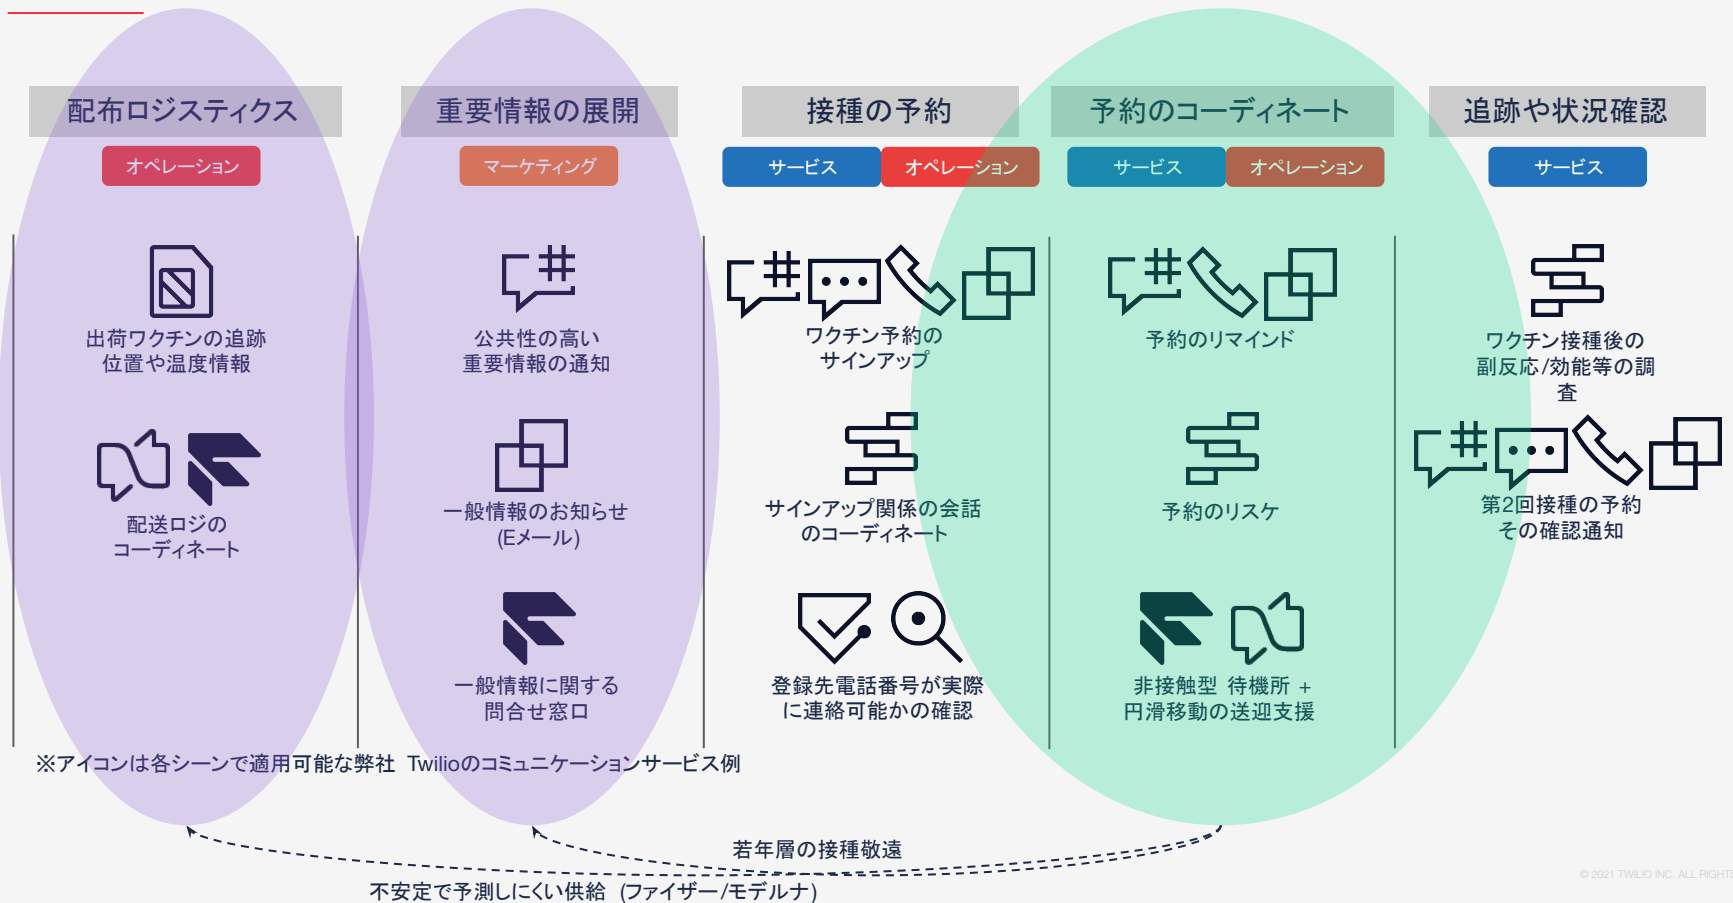 配布ロジスティクス
オペレーション
出荷ワクチンの追跡
位置や温度情報
配送ロジの
コーディネート
重要情報の展開
マーケティング
公共性の高い
重要情報の通知
一般情報のお知らせ
(Eメール)
一般情報に関する
問合せ窓口
接種の予約
サービス
オペレーション
ワクチン予約の
サインアップ
サインアップ関係の会話
のコーディネート
登録先電話番号が実際
に連絡可能かの確認
予約のコーディネート
サービス
オペレーション
予約のリマインド
予約のリスケ
非接触型 待機所 +
円滑移動の送迎支援
追跡や状況確認
サービス
ワクチン接種後の
副反応/効能等の調
査
第2回接種の予約
その確認通知
※アイコンは各シーンで適用可能な弊社 Twilioのコミュニケーションサービス例
若年層の接種敬遠
不安定で予測しにくい供給 (ファイザー/モデルナ)
© 2021 TWILIO INC. ALL RIGHTS